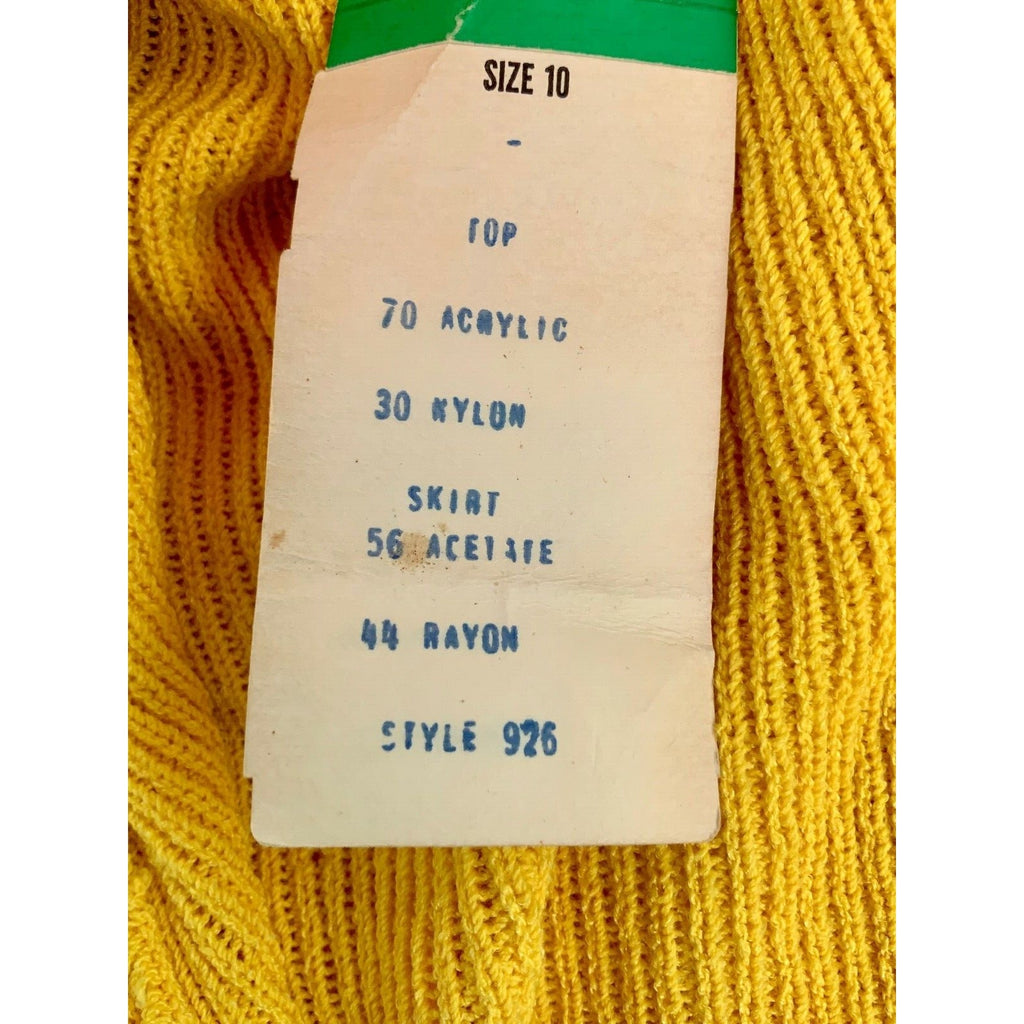 SIZE 10
-
TOP
70 ACRYLIC
30 NYLON
SKIRT
56 ACETATE
44 RAYON
STYLE 926